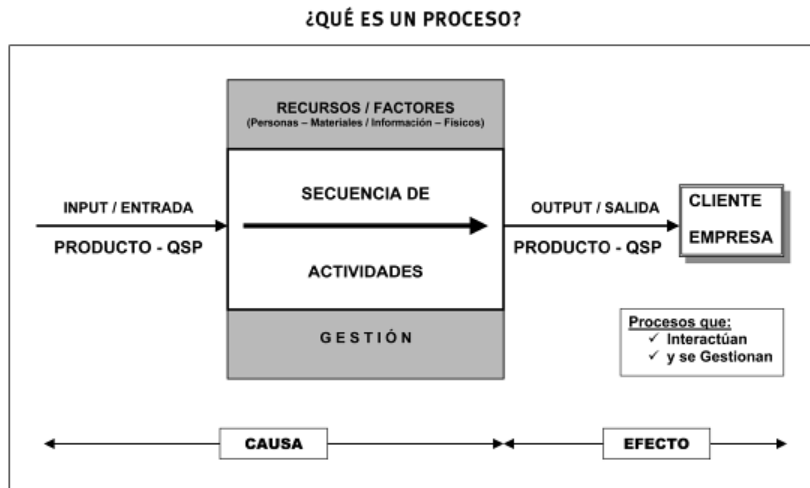 ¿QUÉ ES UN PROCESO?
RECURSOS / FACTORES
(Personas – Materiales / Información – Físicos)
INPUT / ENTRADA
PRODUCTO - QSP
SECUENCIA DE
ACTIVIDADES
OUTPUT / SALIDA
PRODUCTO - QSP
CLIENTE
EMPRESA
GESTIÓN
Procesos que:
✓ Interactúan
✓ y se Gestionan
CAUSA
EFECTO